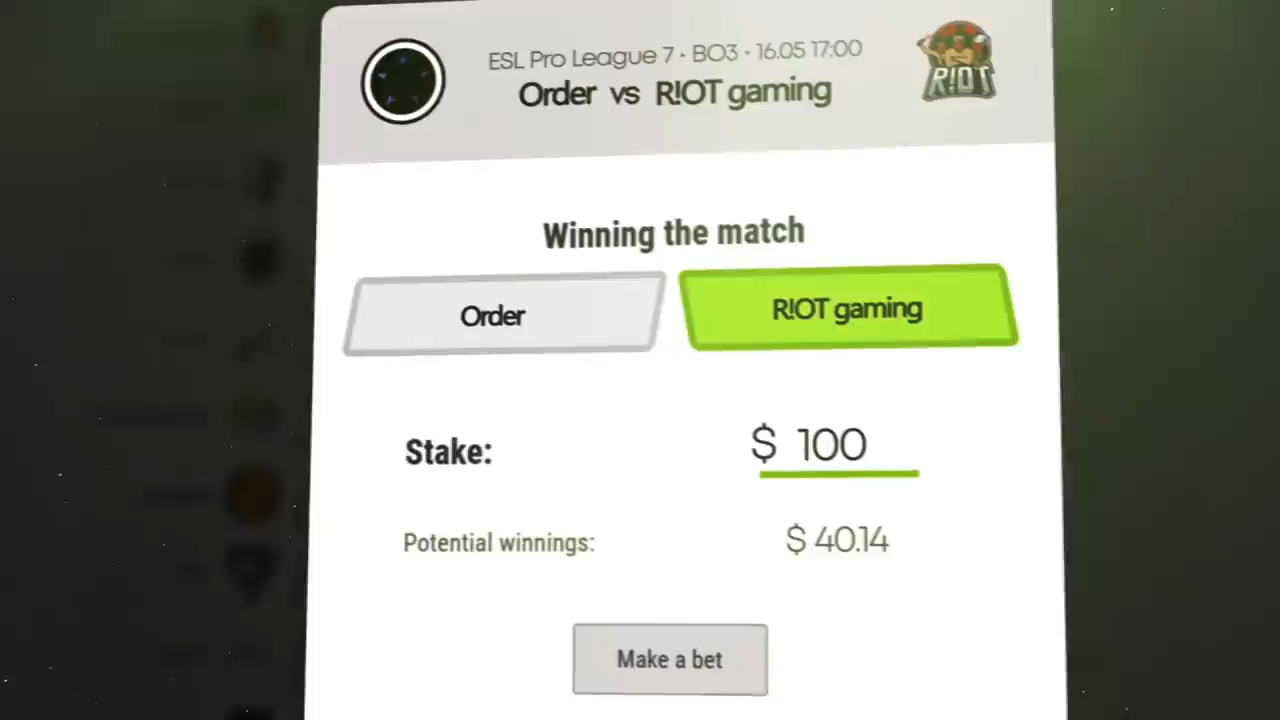 ESL Pro League 7 · BO3 · 16.05 17:00
Order vs R!OT gaming
R!OT
Winning the match
Order
R!OT gaming
Stake:
$ 100
Potential winnings:
$ 40.14
Make a bet